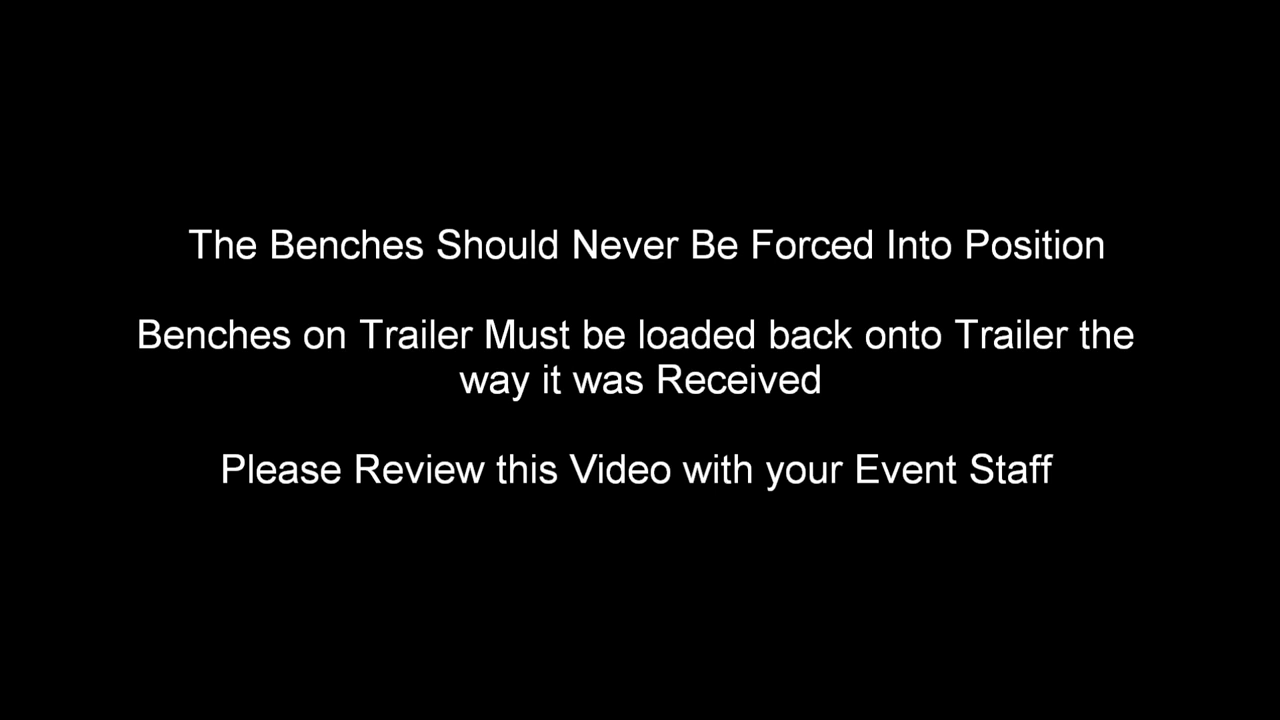 The Benches Should Never Be Forced Into Position
Benches on Trailer Must be loaded back onto Trailer the
way it was Received
Please Review this Video with your Event Staff